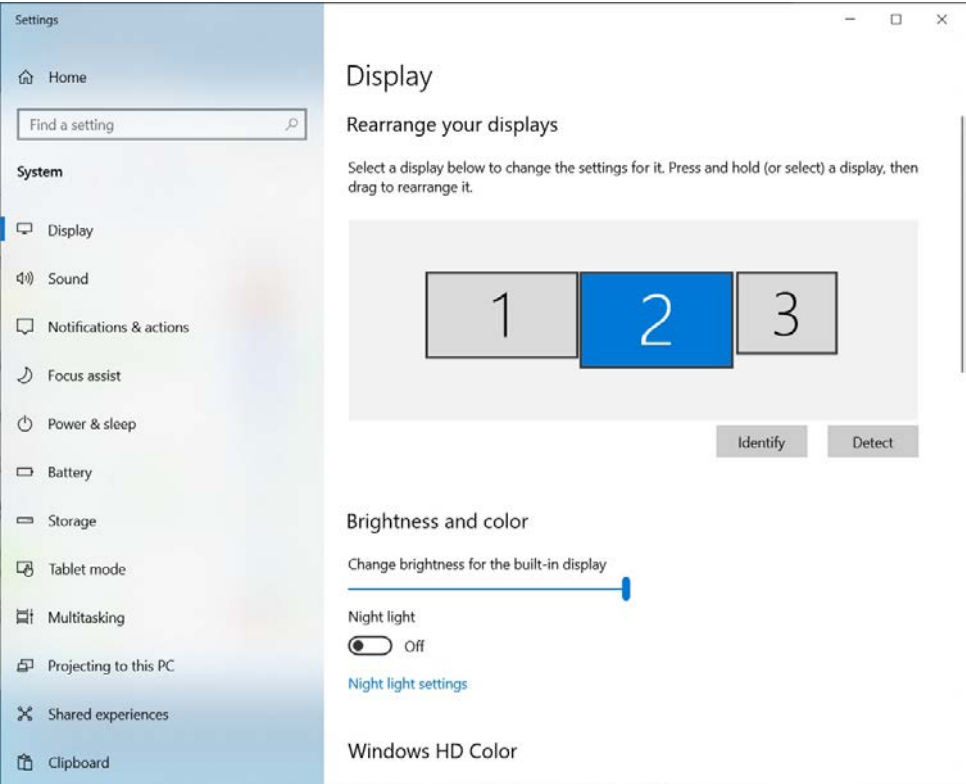 Settings
Home
Find a setting
System
Display
Sound
Notifications & actions
Focus assist
Power & sleep
Battery
Storage
Tablet mode
Multitasking
Projecting to this PC
Shared experiences
Clipboard
Display
Rearrange your displays
Select a display below to change the settings for it. Press and hold (or select) a display, then
drag to rearrange it.
1 2 3
Identify Detect
Brightness and color
Change brightness for the built-in display
Night light
Off
Night light settings
Windows HD Color